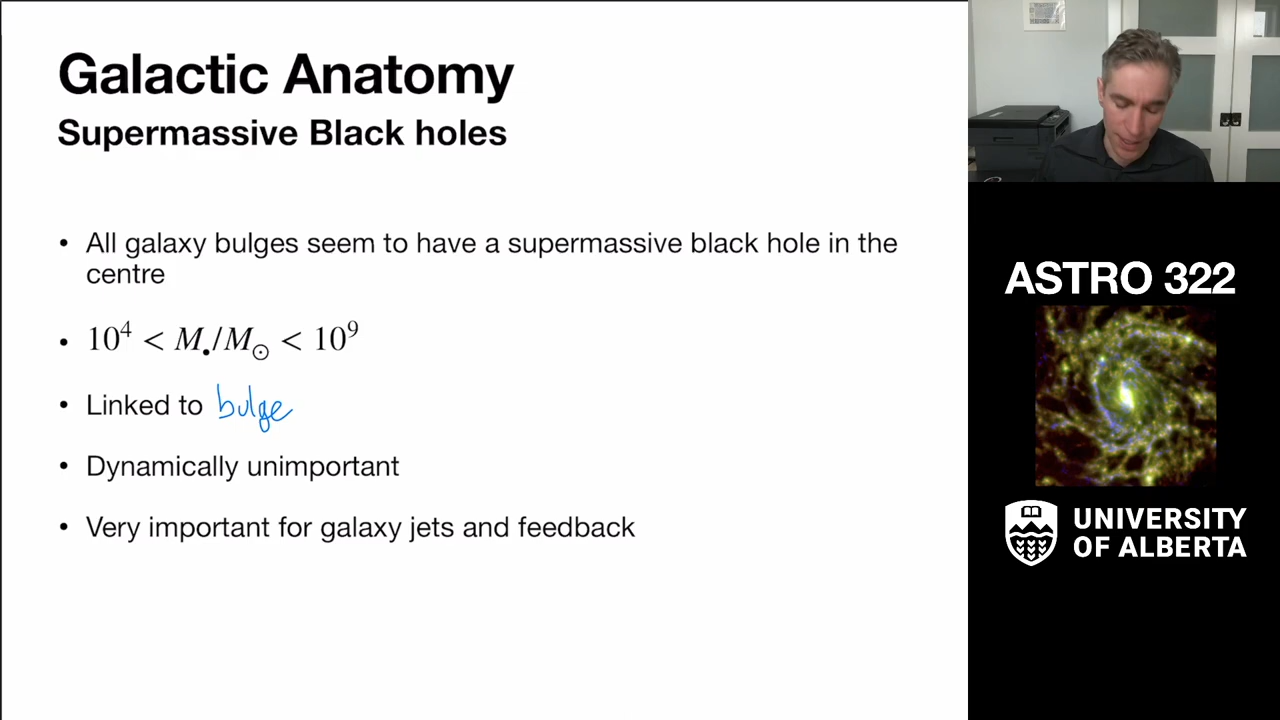 Galactic Anatomy
Supermassive Black holes
• All galaxy bulges seem to have a supermassive black hole in the
centre
• 10⁴ < M•/M☉ < 10⁹
• Linked to bulge
• Dynamically unimportant
• Very important for galaxy jets and feedback
ASTRO 322
UNIVERSITY
OF ALBERTA